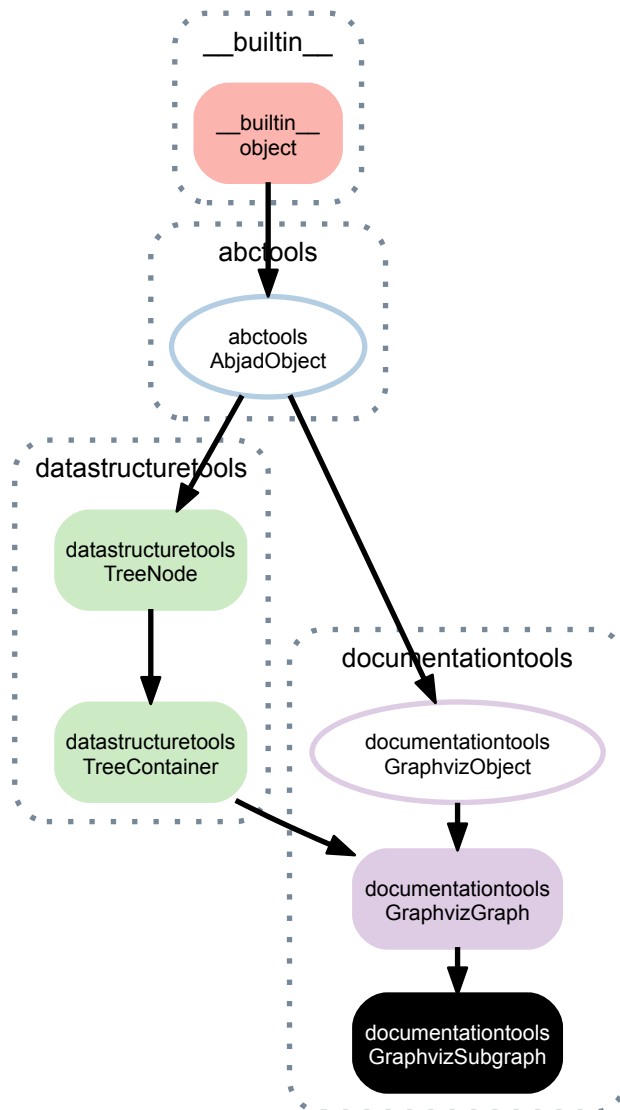 __builtin__
__builtin__
object
abctools
abctools
AbjadObject
datastructuretools
datastructuretools
TreeNode
datastructuretools
TreeContainer
documentationtools
documentationtools
GraphvizObject
documentationtools
GraphvizGraph
documentationtools
GraphvizSubgraph